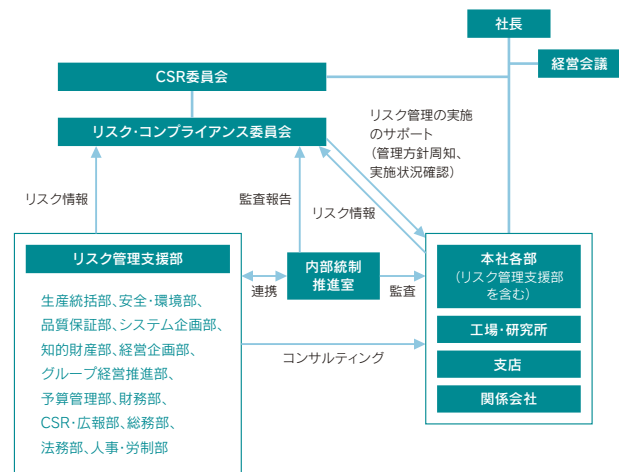 社長
経営会議
CSR委員会
リスク・コンプライアンス委員会
リスク管理の実施
のサポート
（管理方針周知、
実施状況確認）
リスク情報
監査報告
リスク情報
リスク管理支援部
生産統括部、安全・環境部、
品質保証部、システム企画部、
知的財産部、経営企画部、
グループ経営推進部、
予算管理部、財務部、
CSR・広報部、総務部、
法務部、人事・労制部
連携
内部統制
推進室
監査
コンサルティング
本社各部
（リスク管理支援部
を含む）
工場・研究所
支店
関係会社